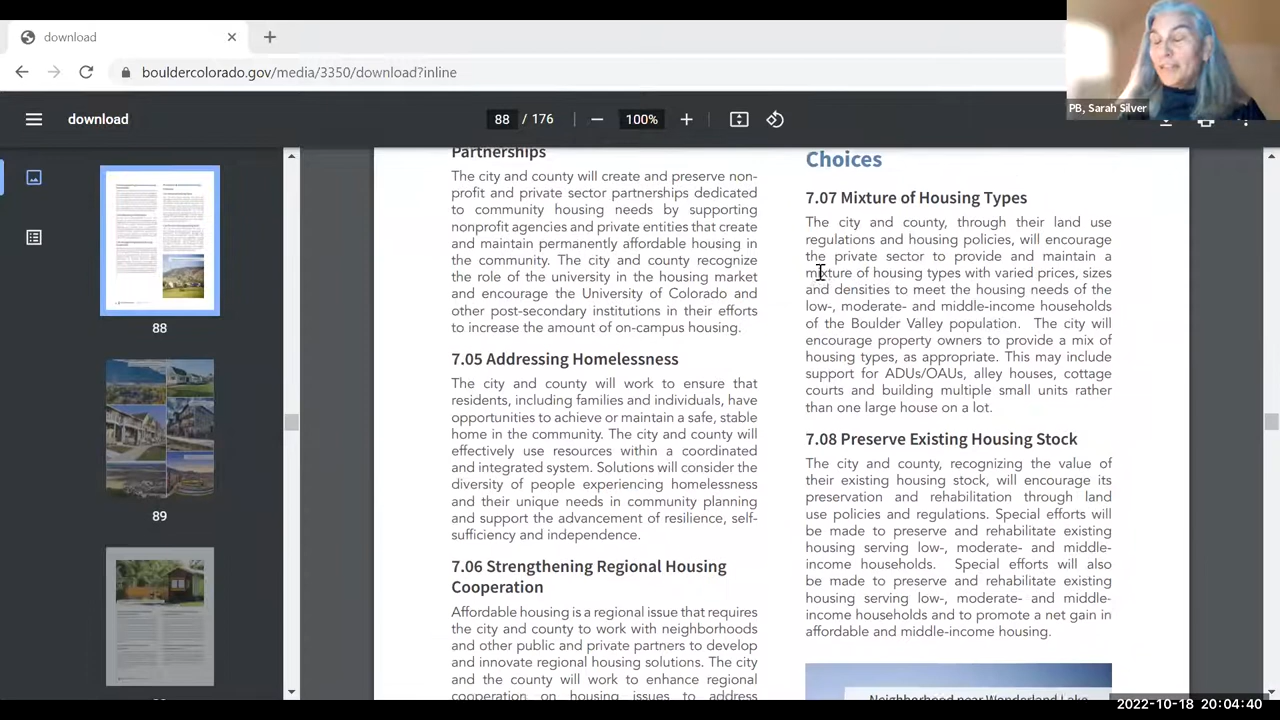 download
bouldercolorado.gov/media/3350/download?inline
PB, Sarah Silver
download
88 / 176
100%
88
89
Partnerships
The city and county will create and preserve non-
profit and private sector partnerships dedicated
to community housing needs by supporting
nonprofit agencies and private entities that create
and maintain permanently affordable housing in
the community. The city and county recognize
the role of the university in the housing market
and encourage the University of Colorado and
other post-secondary institutions in their efforts
to increase the amount of on-campus housing.
7.05 Addressing Homelessness
The city and county will work to ensure that
residents, including families and individuals, have
opportunities to achieve or maintain a safe, stable
home in the community. The city and county will
effectively use resources within a coordinated
and integrated system. Solutions will consider the
diversity of people experiencing homelessness
and their unique needs in community planning
and support the advancement of resilience, self-
sufficiency and independence.
7.06 Strengthening Regional Housing
Cooperation
Affordable housing is a regional issue that requires
the city and county to work with neighborhoods
and other public and private partners to develop
and innovate regional housing solutions. The city
and the county will work to enhance regional
cooperation on housing issues to address
Choices
7.07 Mixture of Housing Types
The city and county, through their land use
regulations and housing policies, will encourage
the private sector to provide and maintain a
mixture of housing types with varied prices, sizes
and densities to meet the housing needs of the
low-, moderate- and middle-income households
of the Boulder Valley population. The city will
encourage property owners to provide a mix of
housing types, as appropriate. This may include
support for ADUs/OAUs, alley houses, cottage
courts and building multiple small units rather
than one large house on a lot.
7.08 Preserve Existing Housing Stock
The city and county, recognizing the value of
their existing housing stock, will encourage its
preservation and rehabilitation through land
use policies and regulations. Special efforts will
be made to preserve and rehabilitate existing
housing serving low-, moderate- and middle-
income households. Special efforts will also
be made to preserve and rehabilitate existing
housing serving low-, moderate- and middle-
income households and to promote a net gain in
affordable and middle-income housing.
Neighborhood near Wonderland Lake
2022-10-18 20:04:40